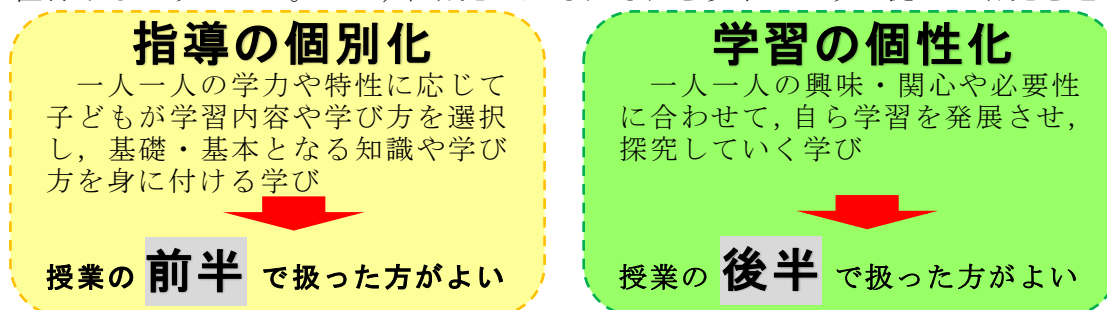 指導の個別化
一人一人の学力や特性に応じて
子どもが学習内容や学び方を選択
し，基礎・基本となる知識や学び
方を身に付ける学び
授業の 前半 で扱った方がよい
学習の個性化
一人一人の興味・関心や必要性
に合わせて，自ら学習を発展させ，
探究していく学び
授業の 後半 で扱った方がよい